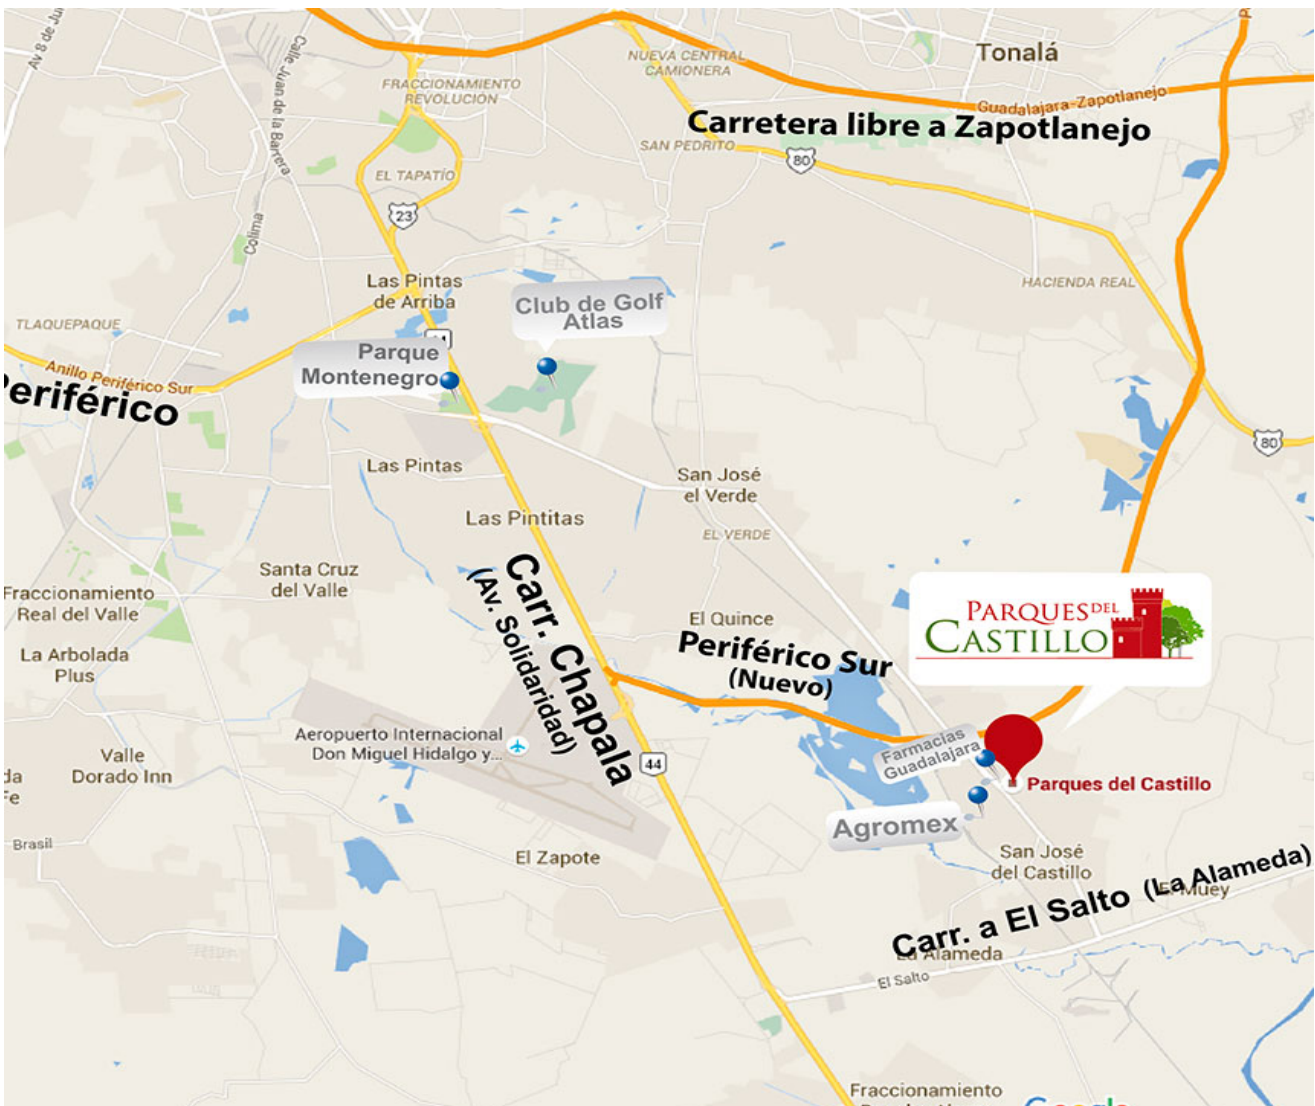 Av 8 de Ju
Calle Juan de la Barrera
Colima
FRACCIONAMIENTO
REVOLUCIÓN
NUEVA CENTRAL
CAMIONERA
Tonalá
Guadalajara-Zapotlanejo
Carretera libre a Zapotlanejo
SAN PEDRITO
80
EL TAPATÍO
23
Las Pintas
de Arriba
HACIENDA REAL
Club de Golf
Atlas
TLAQUEPAQUE
Parque
Montenegro
Anillo Periférico Sur
Periférico
80
Las Pintas
San José
el Verde
Las Pintitas
EL VERDE
Santa Cruz
del Valle
Fraccionamiento
Real del Valle
Carr. Chapala
(Av. Solidaridad)
El Quince
PARQUES DEL
CASTILLO
La Arbolada
Plus
Periférico Sur
(Nuevo)
Aeropuerto Internacional
Don Miguel Hidalgo y...
Valle
Dorado Inn
da
Fe
44
Farmacias
Guadalajara
Parques del Castillo
Agromex
Brasil
El Zapote
San José
del Castillo
Carr. a El Salto (La Alameda)
El Muey
La Alameda
El Salto
Fraccionamiento